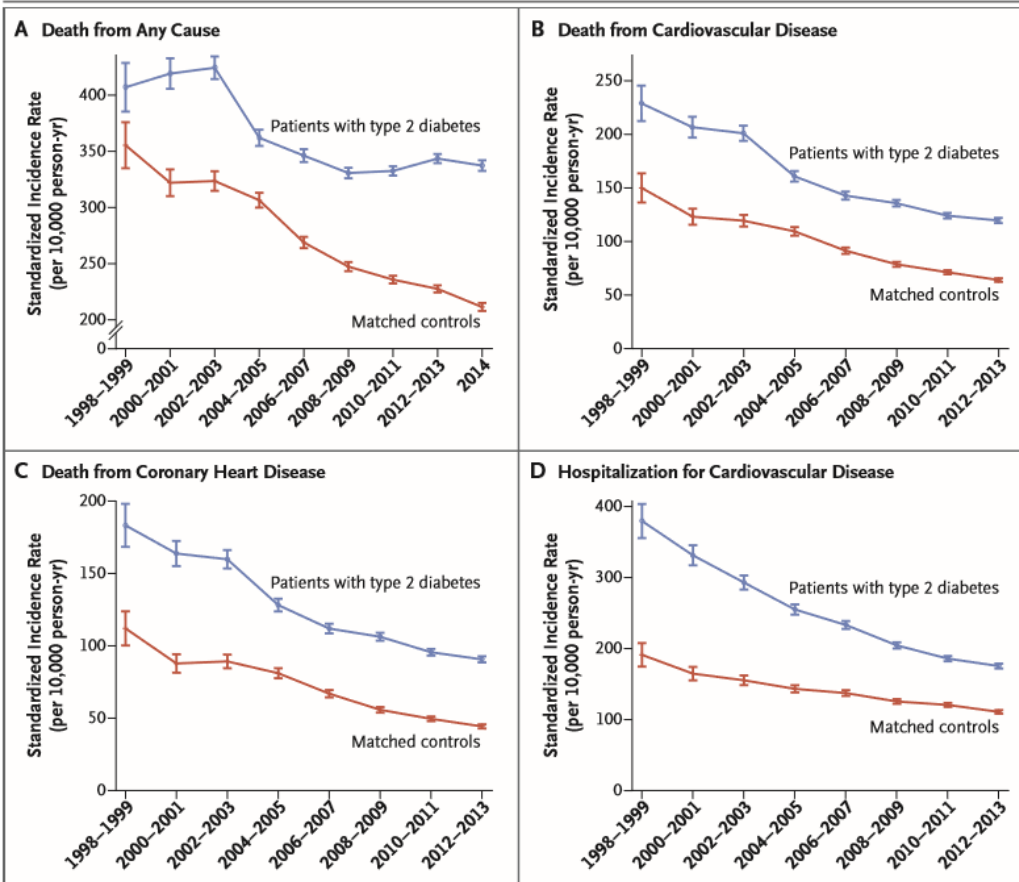 A Death from Any Cause
Standardized Incidence Rate
(per 10,000 person-yr)
400
350
300
250
200
0
Patients with type 2 diabetes
Matched controls
1998–1999
2000–2001
2002–2003
2004–2005
2006–2007
2008–2009
2010–2011
2012–2013
2014
B Death from Cardiovascular Disease
Standardized Incidence Rate
(per 10,000 person-yr)
250
200
150
100
50
0
Patients with type 2 diabetes
Matched controls
1998–1999
2000–2001
2002–2003
2004–2005
2006–2007
2008–2009
2010–2011
2012–2013
C Death from Coronary Heart Disease
Standardized Incidence Rate
(per 10,000 person-yr)
200
150
100
50
0
Patients with type 2 diabetes
Matched controls
1998–1999
2000–2001
2002–2003
2004–2005
2006–2007
2008–2009
2010–2011
2012–2013
D Hospitalization for Cardiovascular Disease
Standardized Incidence Rate
(per 10,000 person-yr)
400
300
200
100
0
Patients with type 2 diabetes
Matched controls
1998–1999
2000–2001
2002–2003
2004–2005
2006–2007
2008–2009
2010–2011
2012–2013